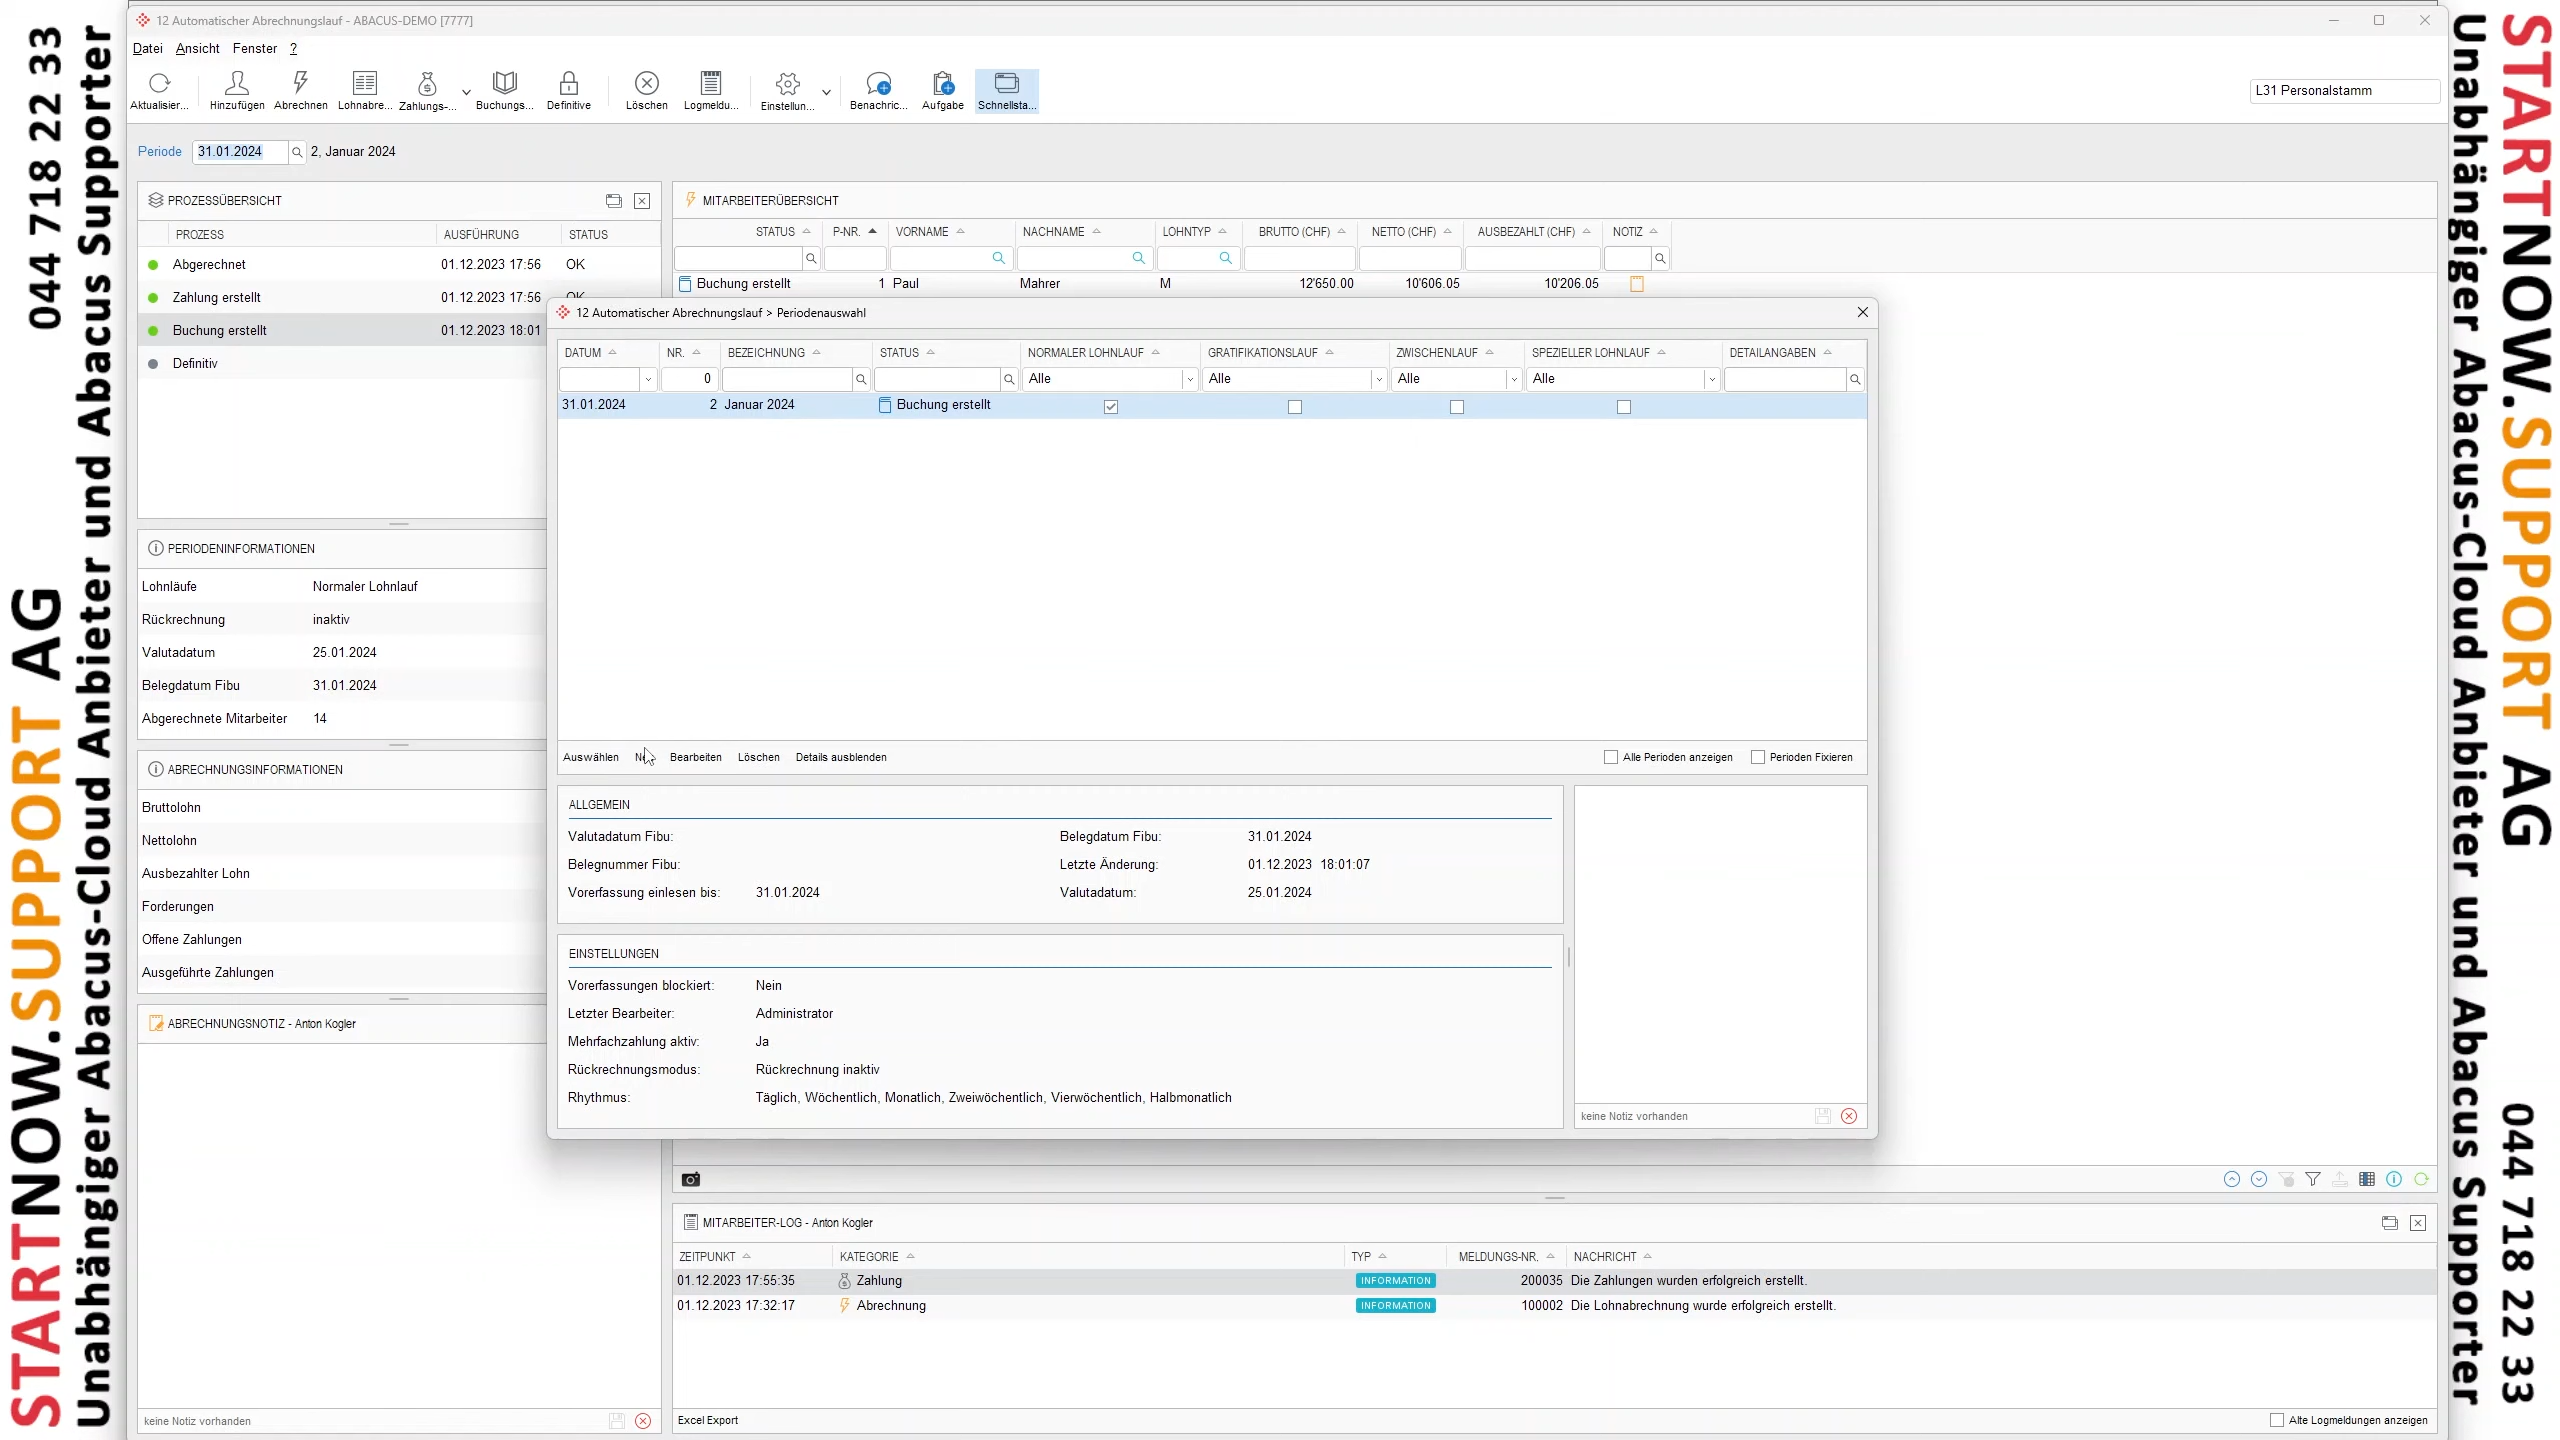 STARTNOW.SUPPORT AG 044 718 22 33
Unabhängiger Abacus-Cloud Anbieter und Abacus Supporter
12 Automatischer Abrechnungslauf - ABACUS-DEMO [7777]
Datei Ansicht Fenster ?
Aktualisier... Hinzufügen Abrechnen Lohnabre... Zahlungs-... Buchungs... Definitive Löschen Logmeldu... Einstellun... Benachric... Aufgabe Schnellsta...
L31 Personalstamm
Periode 31.01.2024 2, Januar 2024
PROZESSÜBERSICHT
PROZESS AUSFÜHRUNG STATUS
Abgerechnet 01.12.2023 17:56 OK
Zahlung erstellt 01.12.2023 17:56 OK
Buchung erstellt 01.12.2023 18:01
Definitiv
MITARBEITERÜBERSICHT
STATUS P-NR. VORNAME NACHNAME LOHNTYP BRUTTO (CHF) NETTO (CHF) AUSBEZAHLT (CHF) NOTIZ
Buchung erstellt 1 Paul Mahrer M 12'650.00 10'606.05 10'206.05
12 Automatischer Abrechnungslauf > Periodenauswahl
DATUM NR. BEZEICHNUNG STATUS NORMALER LOHNLAUF GRATIFIKATIONSLAUF ZWISCHENLAUF SPEZIELLER LOHNLAUF DETAILANGABEN
0 Alle Alle Alle Alle
31.01.2024 2 Januar 2024 Buchung erstellt
Auswählen Bearbeiten Löschen Details ausblenden Alle Perioden anzeigen Perioden Fixieren
ALLGEMEIN
Valutadatum Fibu: Belegdatum Fibu: 31.01.2024
Belegnummer Fibu: Letzte Änderung: 01.12.2023 18:01:07
Vorerfassung einlesen bis: 31.01.2024 Valutadatum: 25.01.2024
EINSTELLUNGEN
Vorerfassungen blockiert: Nein
Letzter Bearbeiter: Administrator
Mehrfachzahlung aktiv: Ja
Rückrechnungsmodus: Rückrechnung inaktiv
Rhythmus: Täglich, Wöchentlich, Monatlich, Zweiwöchentlich, Vierwöchentlich, Halbmonatlich
keine Notiz vorhanden
PERIODENINFORMATIONEN
Lohnläufe Normaler Lohnlauf
Rückrechnung inaktiv
Valutadatum 25.01.2024
Belegdatum Fibu 31.01.2024
Abgerechnete Mitarbeiter 14
ABRECHNUNGSINFORMATIONEN
Bruttolohn
Nettolohn
Ausbezahlter Lohn
Forderungen
Offene Zahlungen
Ausgeführte Zahlungen
ABRECHNUNGSNOTIZ - Anton Kogler
keine Notiz vorhanden
MITARBEITER-LOG - Anton Kogler
ZEITPUNKT KATEGORIE TYP MELDUNGS-NR. NACHRICHT
01.12.2023 17:55:35 Zahlung INFORMATION 200035 Die Zahlungen wurden erfolgreich erstellt.
01.12.2023 17:32:17 Abrechnung INFORMATION 100002 Die Lohnabrechnung wurde erfolgreich erstellt.
Excel Export Alte Logmeldungen anzeigen
STARTNOW.SUPPORT AG 044 718 22 33
Unabhängiger Abacus-Cloud Anbieter und Abacus Supporter